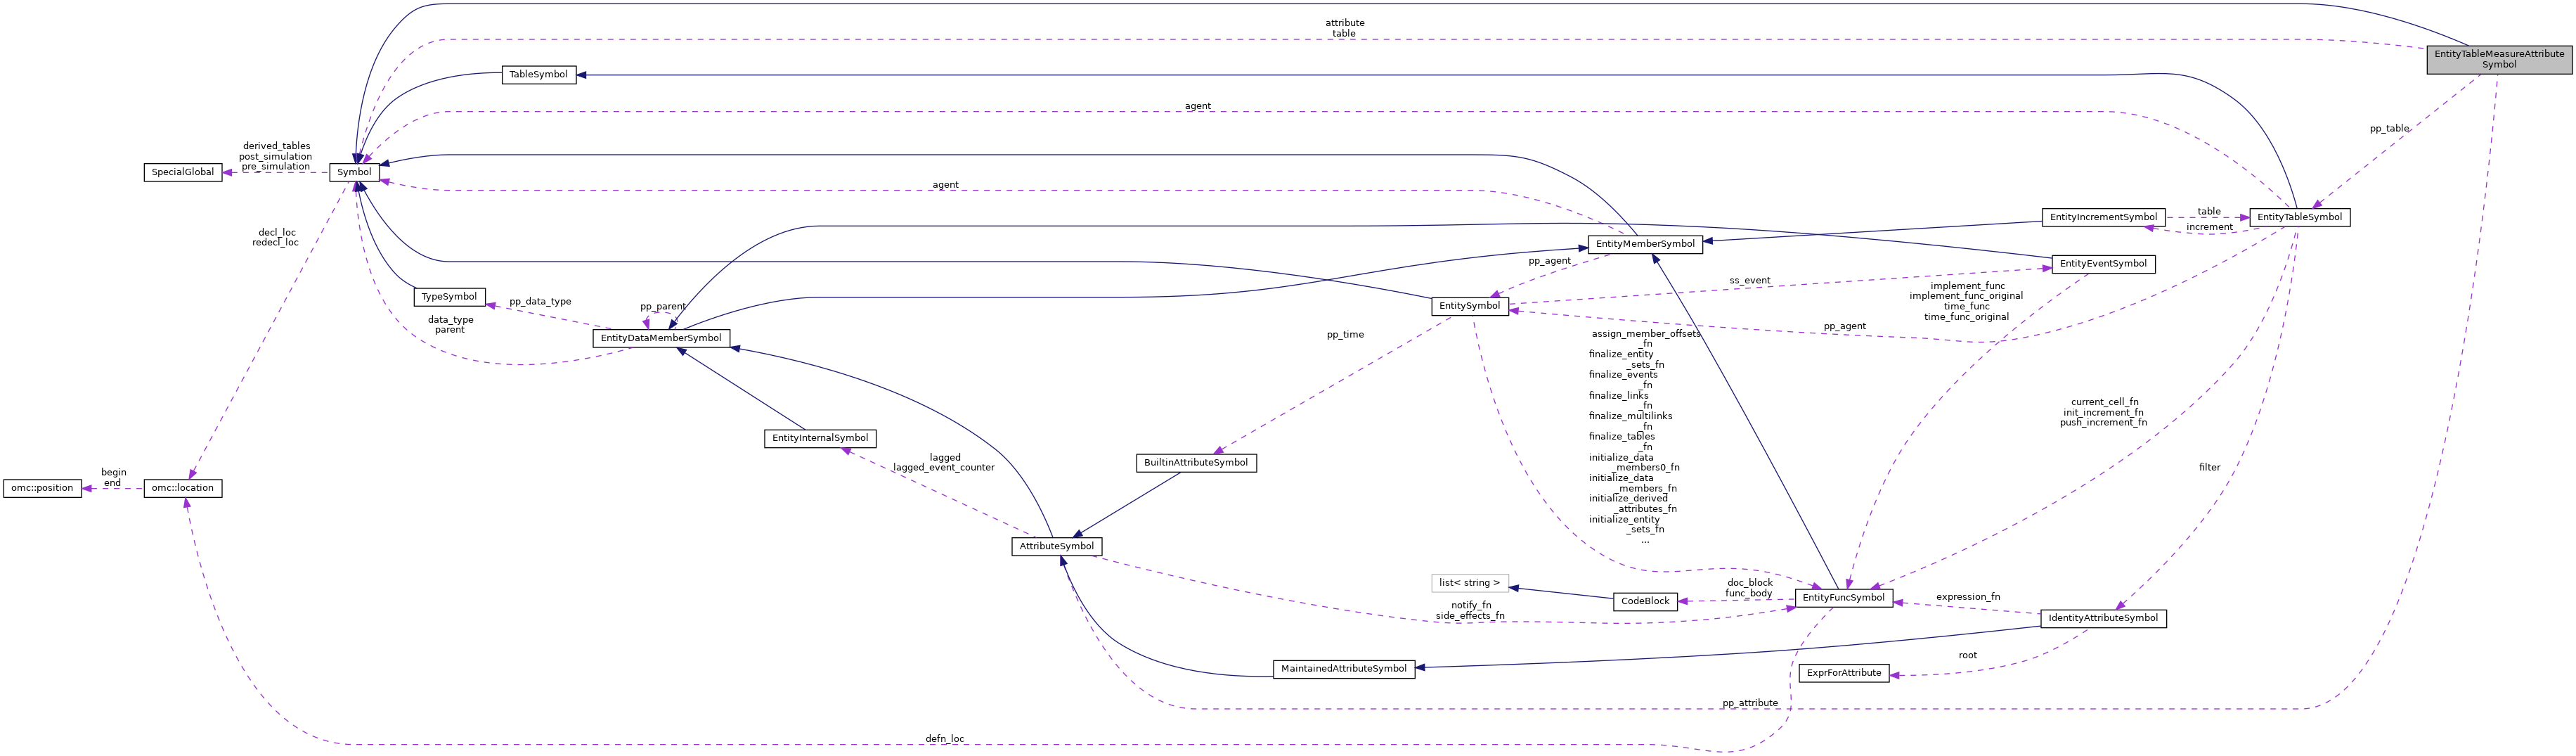 attribute
table
EntityTableMeasureAttribute
Symbol
TableSymbol
agent
pp_table
derived_tables
post_simulation
pre_simulation
SpecialGlobal
Symbol
agent
EntityIncrementSymbol
table
increment
EntityTableSymbol
decl_loc
redecl_loc
EntityMemberSymbol
pp_agent
EntityEventSymbol
ss_event
implement_func
implement_func_original
time_func
time_func_original
TypeSymbol
pp_data_type
pp_parent
EntitySymbol
data_type
parent
EntityDataMemberSymbol
pp_time
pp_agent
assign_member_offsets
_fn
finalize_entity
_sets_fn
finalize_events
_fn
finalize_links
_fn
finalize_multilinks
_fn
finalize_tables
_fn
initialize_data
_members0_fn
initialize_data
_members_fn
initialize_derived
_attributes_fn
initialize_entity
_sets_fn
...
current_cell_fn
init_increment_fn
push_increment_fn
EntityInternalSymbol
lagged
lagged_event_counter
BuiltinAttributeSymbol
filter
omc::position
begin
end
omc::location
AttributeSymbol
list< string >
CodeBlock
doc_block
func_body
EntityFuncSymbol
expression_fn
notify_fn
side_effects_fn
IdentityAttributeSymbol
MaintainedAttributeSymbol
root
ExprForAttribute
pp_attribute
defn_loc